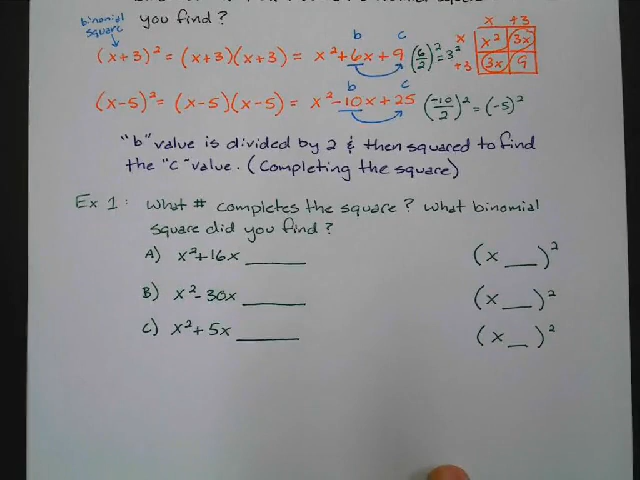 you find?
binomial
square
(x+3)² = (x+3)(x+3) = x²+6x+9 (6/2)²=3²
b c
x +3
x x² 3x
+3 3x 9
(x-5)² = (x-5)(x-5) = x²-10x+25 (-10/2)² = (-5)²
b c
"b" value is divided by 2 & then squared to find
the "c" value. (Completing the square)
Ex 1: What # completes the square? What binomial
square did you find?
A) x²+16x ______ (x ___)²
B) x²-30x ______ (x ___)²
C) x²+5x ______ (x __)²